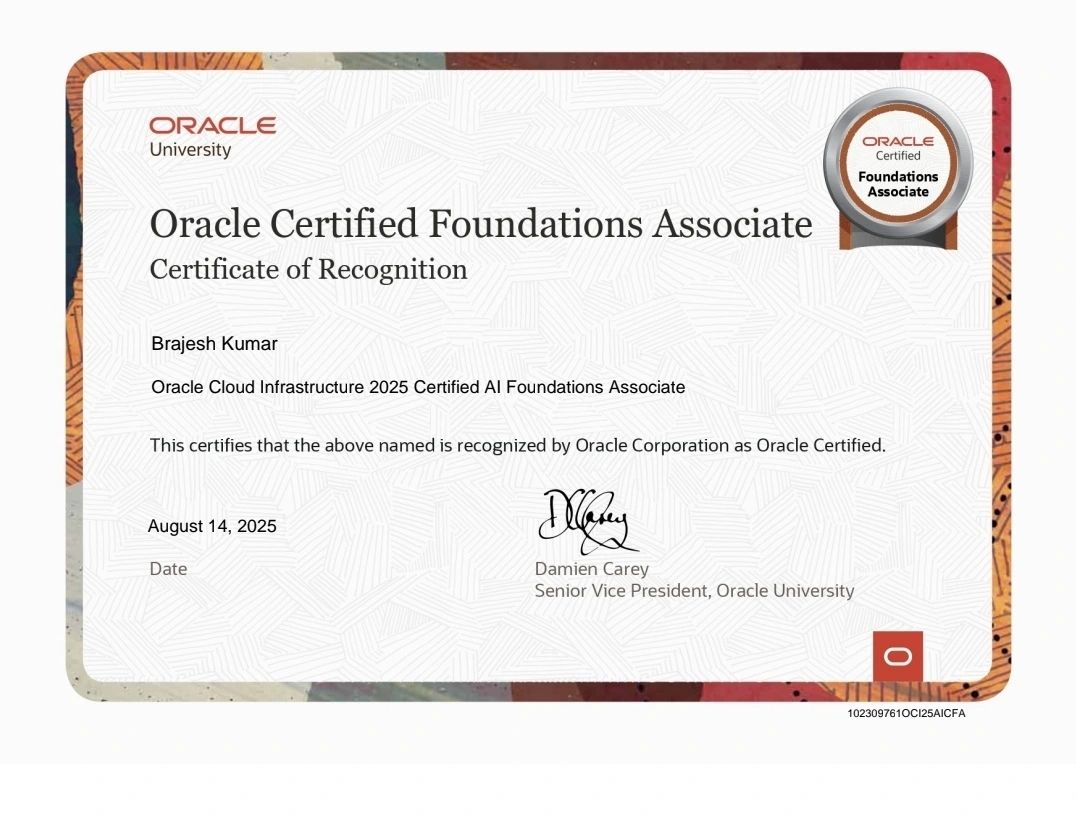 ORACLE
University
ORACLE
Certified
Foundations
Associate
Oracle Certified Foundations Associate
Certificate of Recognition
Brajesh Kumar
Oracle Cloud Infrastructure 2025 Certified AI Foundations Associate
This certifies that the above named is recognized by Oracle Corporation as Oracle Certified.
August 14, 2025
Date
DCarey
Damien Carey
Senior Vice President, Oracle University
102309761OCI25AICFA